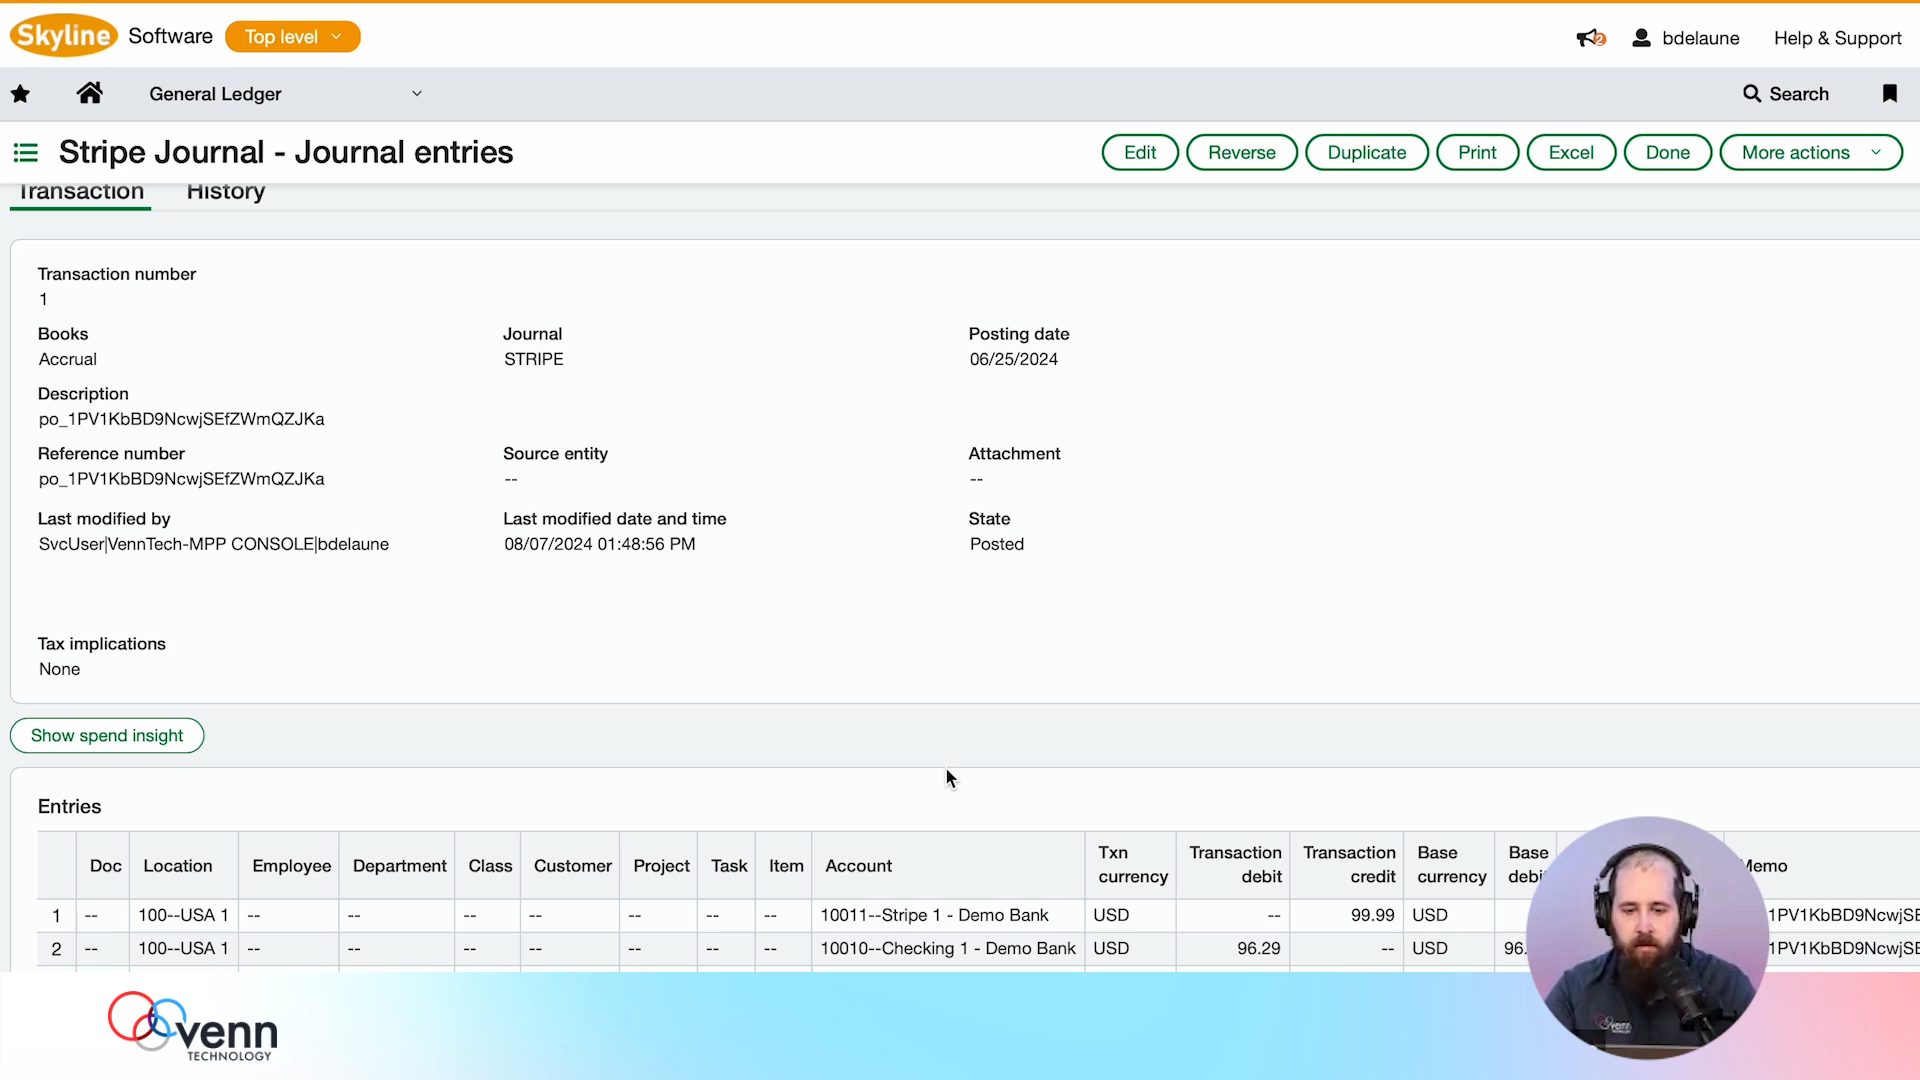 Skyline Software Top level 2 bdelaune Help & Support
General Ledger Search
Stripe Journal - Journal entries Edit Reverse Duplicate Print Excel Done More actions
Transaction History
Transaction number
1
Books Journal Posting date
Accrual STRIPE 06/25/2024
Description
po_1PV1KbBD9NcwjSEfZWmQZJKa
Reference number Source entity Attachment
po_1PV1KbBD9NcwjSEfZWmQZJKa -- --
Last modified by Last modified date and time State
SvcUser|VennTech-MPP CONSOLE|bdelaune 08/07/2024 01:48:56 PM Posted
Tax implications
None
Show spend insight
Entries
Doc Location Employee Department Class Customer Project Task Item Account Txn currency Transaction debit Transaction credit Base currency Base debit Memo
1 -- 100--USA 1 -- -- -- -- -- -- -- 10011--Stripe 1 - Demo Bank USD -- 99.99 USD 1PV1KbBD9NcwjSE
2 -- 100--USA 1 -- -- -- -- -- -- -- 10010--Checking 1 - Demo Bank USD 96.29 -- USD 96. 1PV1KbBD9NcwjSE
venn
venn
TECHNOLOGY